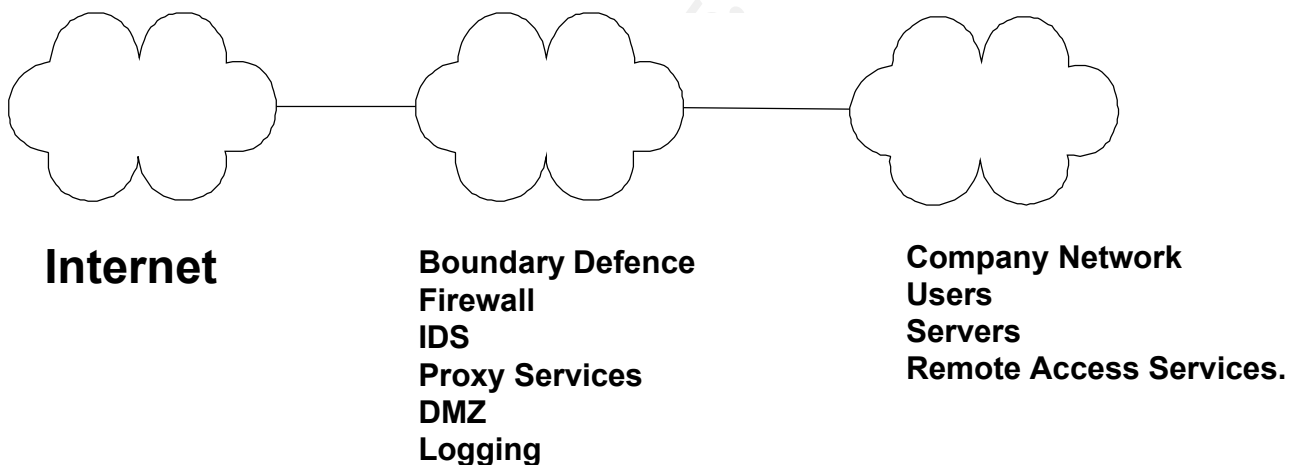 Internet
Boundary Defence
Firewall
IDS
Proxy Services
DMZ
Logging
Company Network
Users
Servers
Remote Access Services.